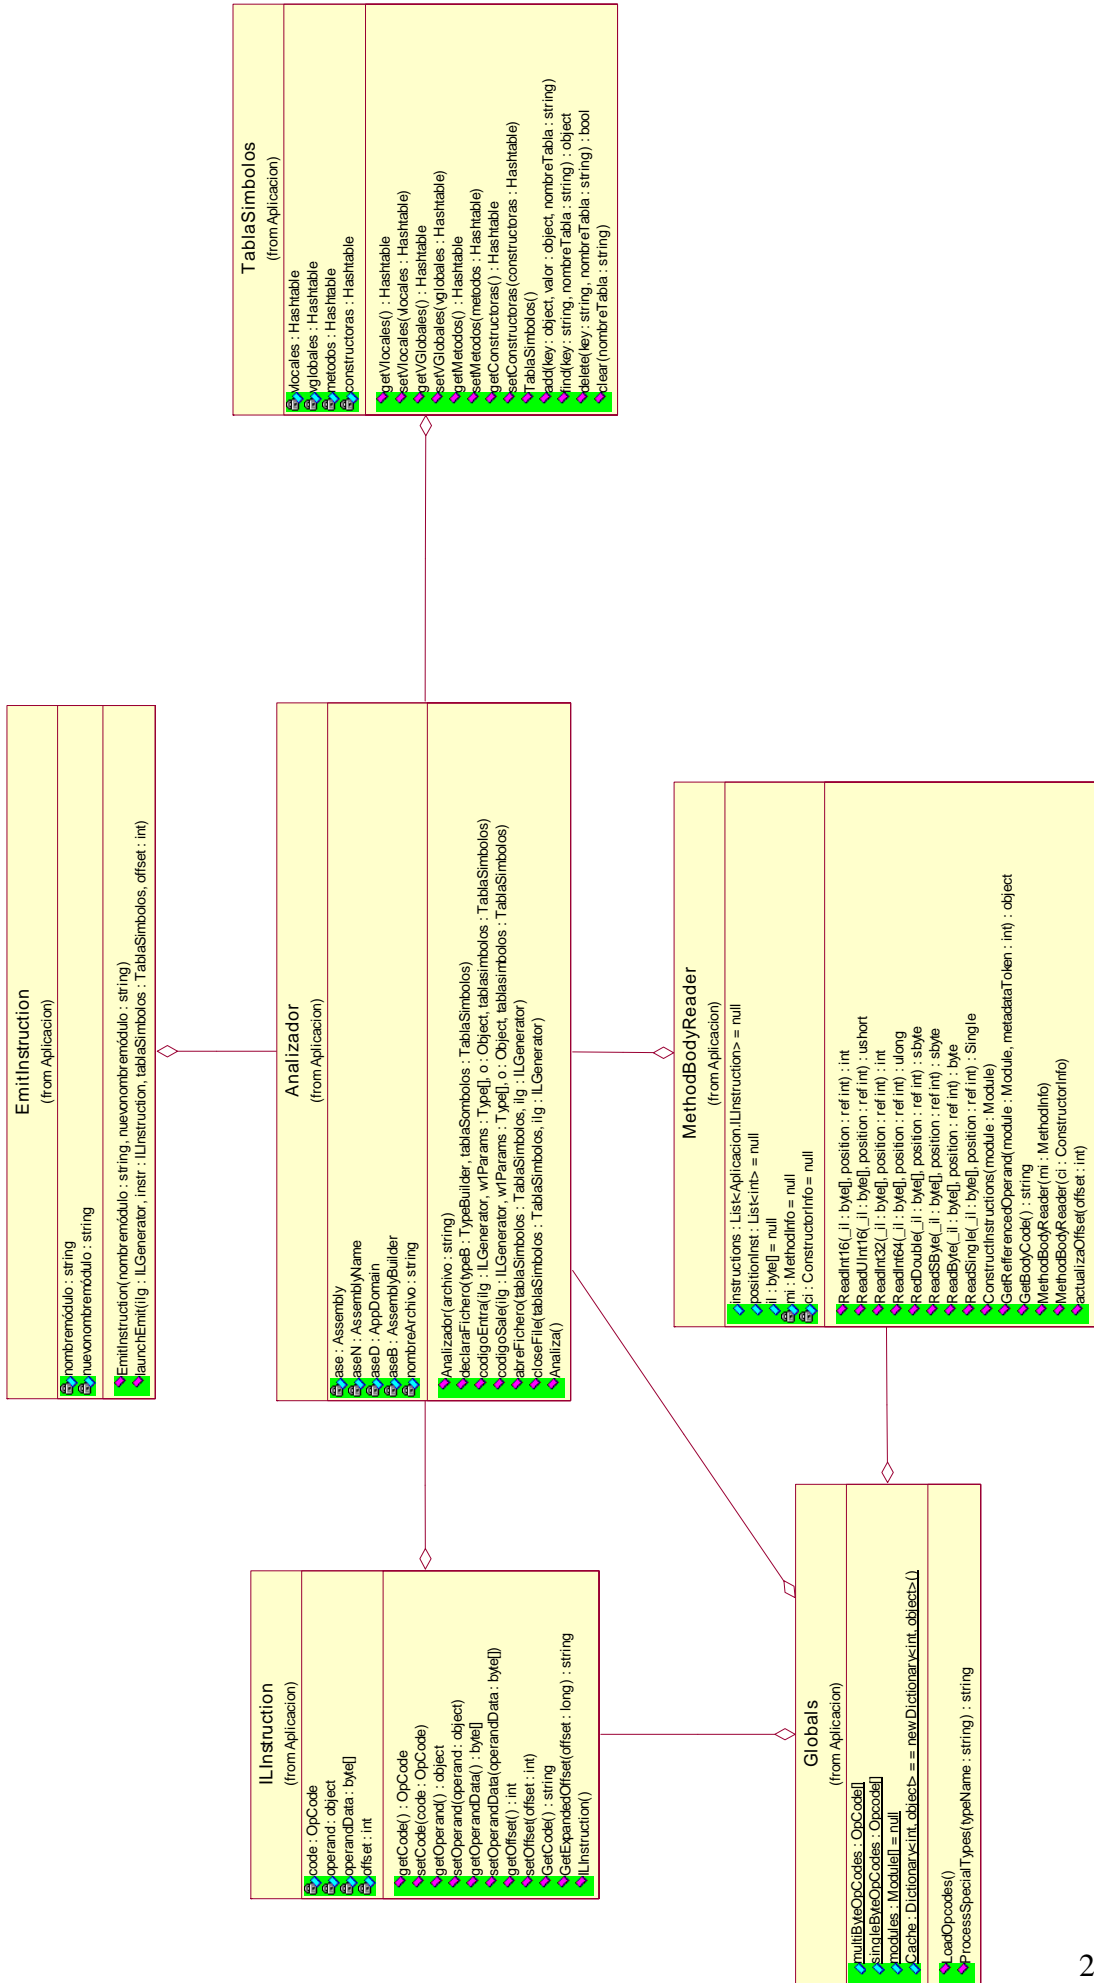 EmitInstruction
(from Aplicacion)
nombremódulo : string
nuevonombremódulo : string
EmitInstruction(nombremódulo : string, nuevonombremódulo : string)
launchEmit(ilg : ILGenerator, instr : ILInstruction, tablaSimbolos : TablaSimbolos, offset : int)
TablaSimbolos
(from Aplicacion)
vlocales : Hashtable
vglobales : Hashtable
metodos : Hashtable
constructoras : Hashtable
getVlocales() : Hashtable
setVlocales(vlocales : Hashtable)
getVGlobales() : Hashtable
setVGlobales(vglobales : Hashtable)
getMetodos() : Hashtable
setMetodos(metodos : Hashtable)
getConstructoras() : Hashtable
setConstructoras(constructoras : Hashtable)
TablaSimbolos()
add(key : object, valor : object, nombreTabla : string)
find(key : string, nombreTabla : string) : object
delete(key : string, nombreTabla : string) : bool
clear(nombreTabla : string)
Analizador
(from Aplicacion)
ase : Assembly
aseN : AssemblyName
aseD : AppDomain
aseB : AssemblyBuilder
nombreArchivo : string
Analizador(archivo : string)
declaraFichero(typeB : TypeBuilder, tablaSombolos : TablaSimbolos)
codigoEntra(ilg : ILGenerator, wlParams : Type[], o : Object, tablasimbolos : TablaSimbolos)
codigoSale(ilg : ILGenerator, wlParams : Type[], o : Object, tablasimbolos : TablaSimbolos)
abreFichero(tablaSimbolos : TablaSimbolos, ilg : ILGenerator)
closeFile(tablaSimbolos : TablaSimbolos, ilg : ILGenerator)
Analiza()
ILInstruction
(from Aplicacion)
code : OpCode
operand : object
operandData : byte[]
offset : int
getCode() : OpCode
setCode(code : OpCode)
getOperand() : object
setOperand(operand : object)
getOperandData() : byte[]
setOperandData(operandData : byte[])
getOffset() : int
setOffset(offset : int)
GetCode() : string
GetExpandedOffset(offset : long) : string
ILInstruction()
MethodBodyReader
(from Aplicacion)
instructions : List<Aplicacion.ILInstruction> = null
positionInst : List<int> = null
il : byte[] = null
mi : MethodInfo = null
ci : ConstructorInfo = null
ReadInt16(_il : byte[], position : ref int) : int
ReadUInt16(_il : byte[], position : ref int) : ushort
ReadInt32(_il : byte[], position : ref int) : int
ReadInt64(_il : byte[], position : ref int) : ulong
RedDouble(_il : byte[], position : ref int) : sbyte
ReadSByte(_il : byte[], position : ref int) : sbyte
ReadByte(_il : byte[], position : ref int) : byte
ReadSingle(_il : byte[], position : ref int) : Single
ConstructInstructions(module : Module)
GetRefferencedOperand(module : Module, metadataToken : int) : object
GetBodyCode() : string
MethodBodyReader(mi : MethodInfo)
MethodBodyReader(ci : ConstructorInfo)
actualizaOffset(offset : int)
Globals
(from Aplicacion)
multiByteOpCodes : OpCode[]
singleByteOpCodes : Opcode[]
modules : Module[] = null
Cache : Dictionary<int, object> = = new Dictionary<int, object>()
LoadOpcodes()
ProcessSpecialTypes(typeName : string) : string
2